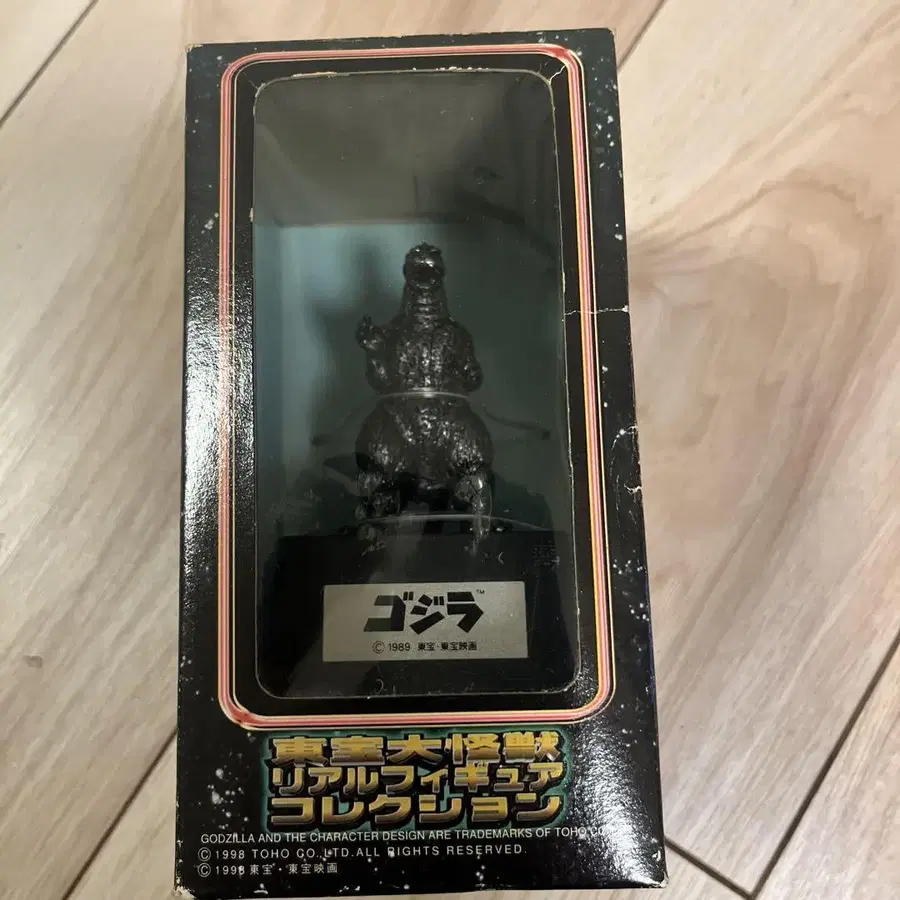 ゴジラ™
© 1989 東宝・東宝映画
東宝大怪獣
リアルフィギュア
コレクション
GODZILLA AND THE CHARACTER DESIGN ARE TRADEMARKS OF TOHO CO.
© 1998 TOHO CO.,LTD.ALL RIGHTS RESERVED.
© 1998 東宝・東宝映画